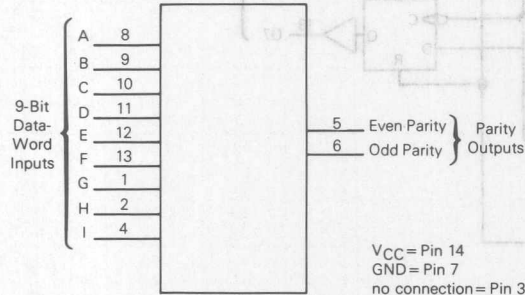 A 8
B 9
C 10
D 11
E 12
F 13
G 1
H 2
I 4
9-Bit
Data-
Word
Inputs
5 Even Parity
6 Odd Parity
Parity
Outputs
VCC = Pin 14
GND = Pin 7
no connection = Pin 3